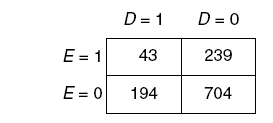 D = 1 D = 0
E = 1 43 239
E = 0 194 704